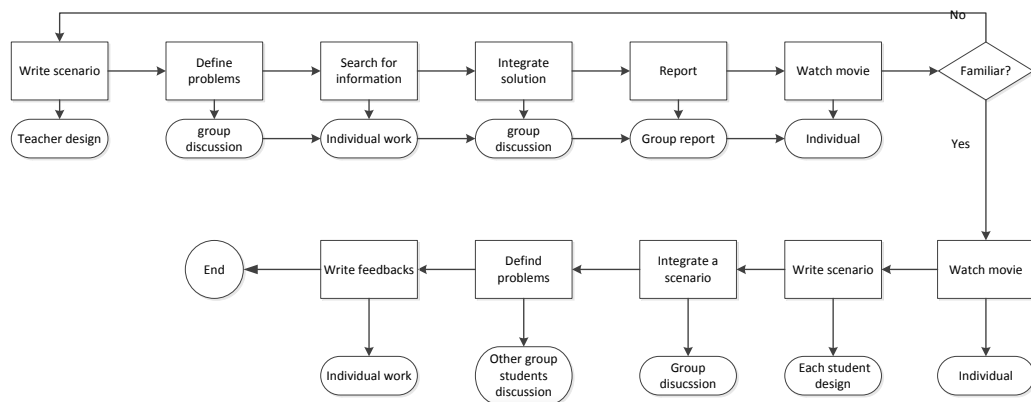 No
Write scenario
Define
problems
Search for
information
Integrate
solution
Report
Watch movie
Familiar?
Teacher design
group
discussion
Individual work
group
discussion
Group report
Individual
Yes
End
Write feedbacks
Defind
problems
Integrate a
scenario
Write scenario
Watch movie
Individual work
Other group
students
discussion
Group disucssion
Each student
design
Individual